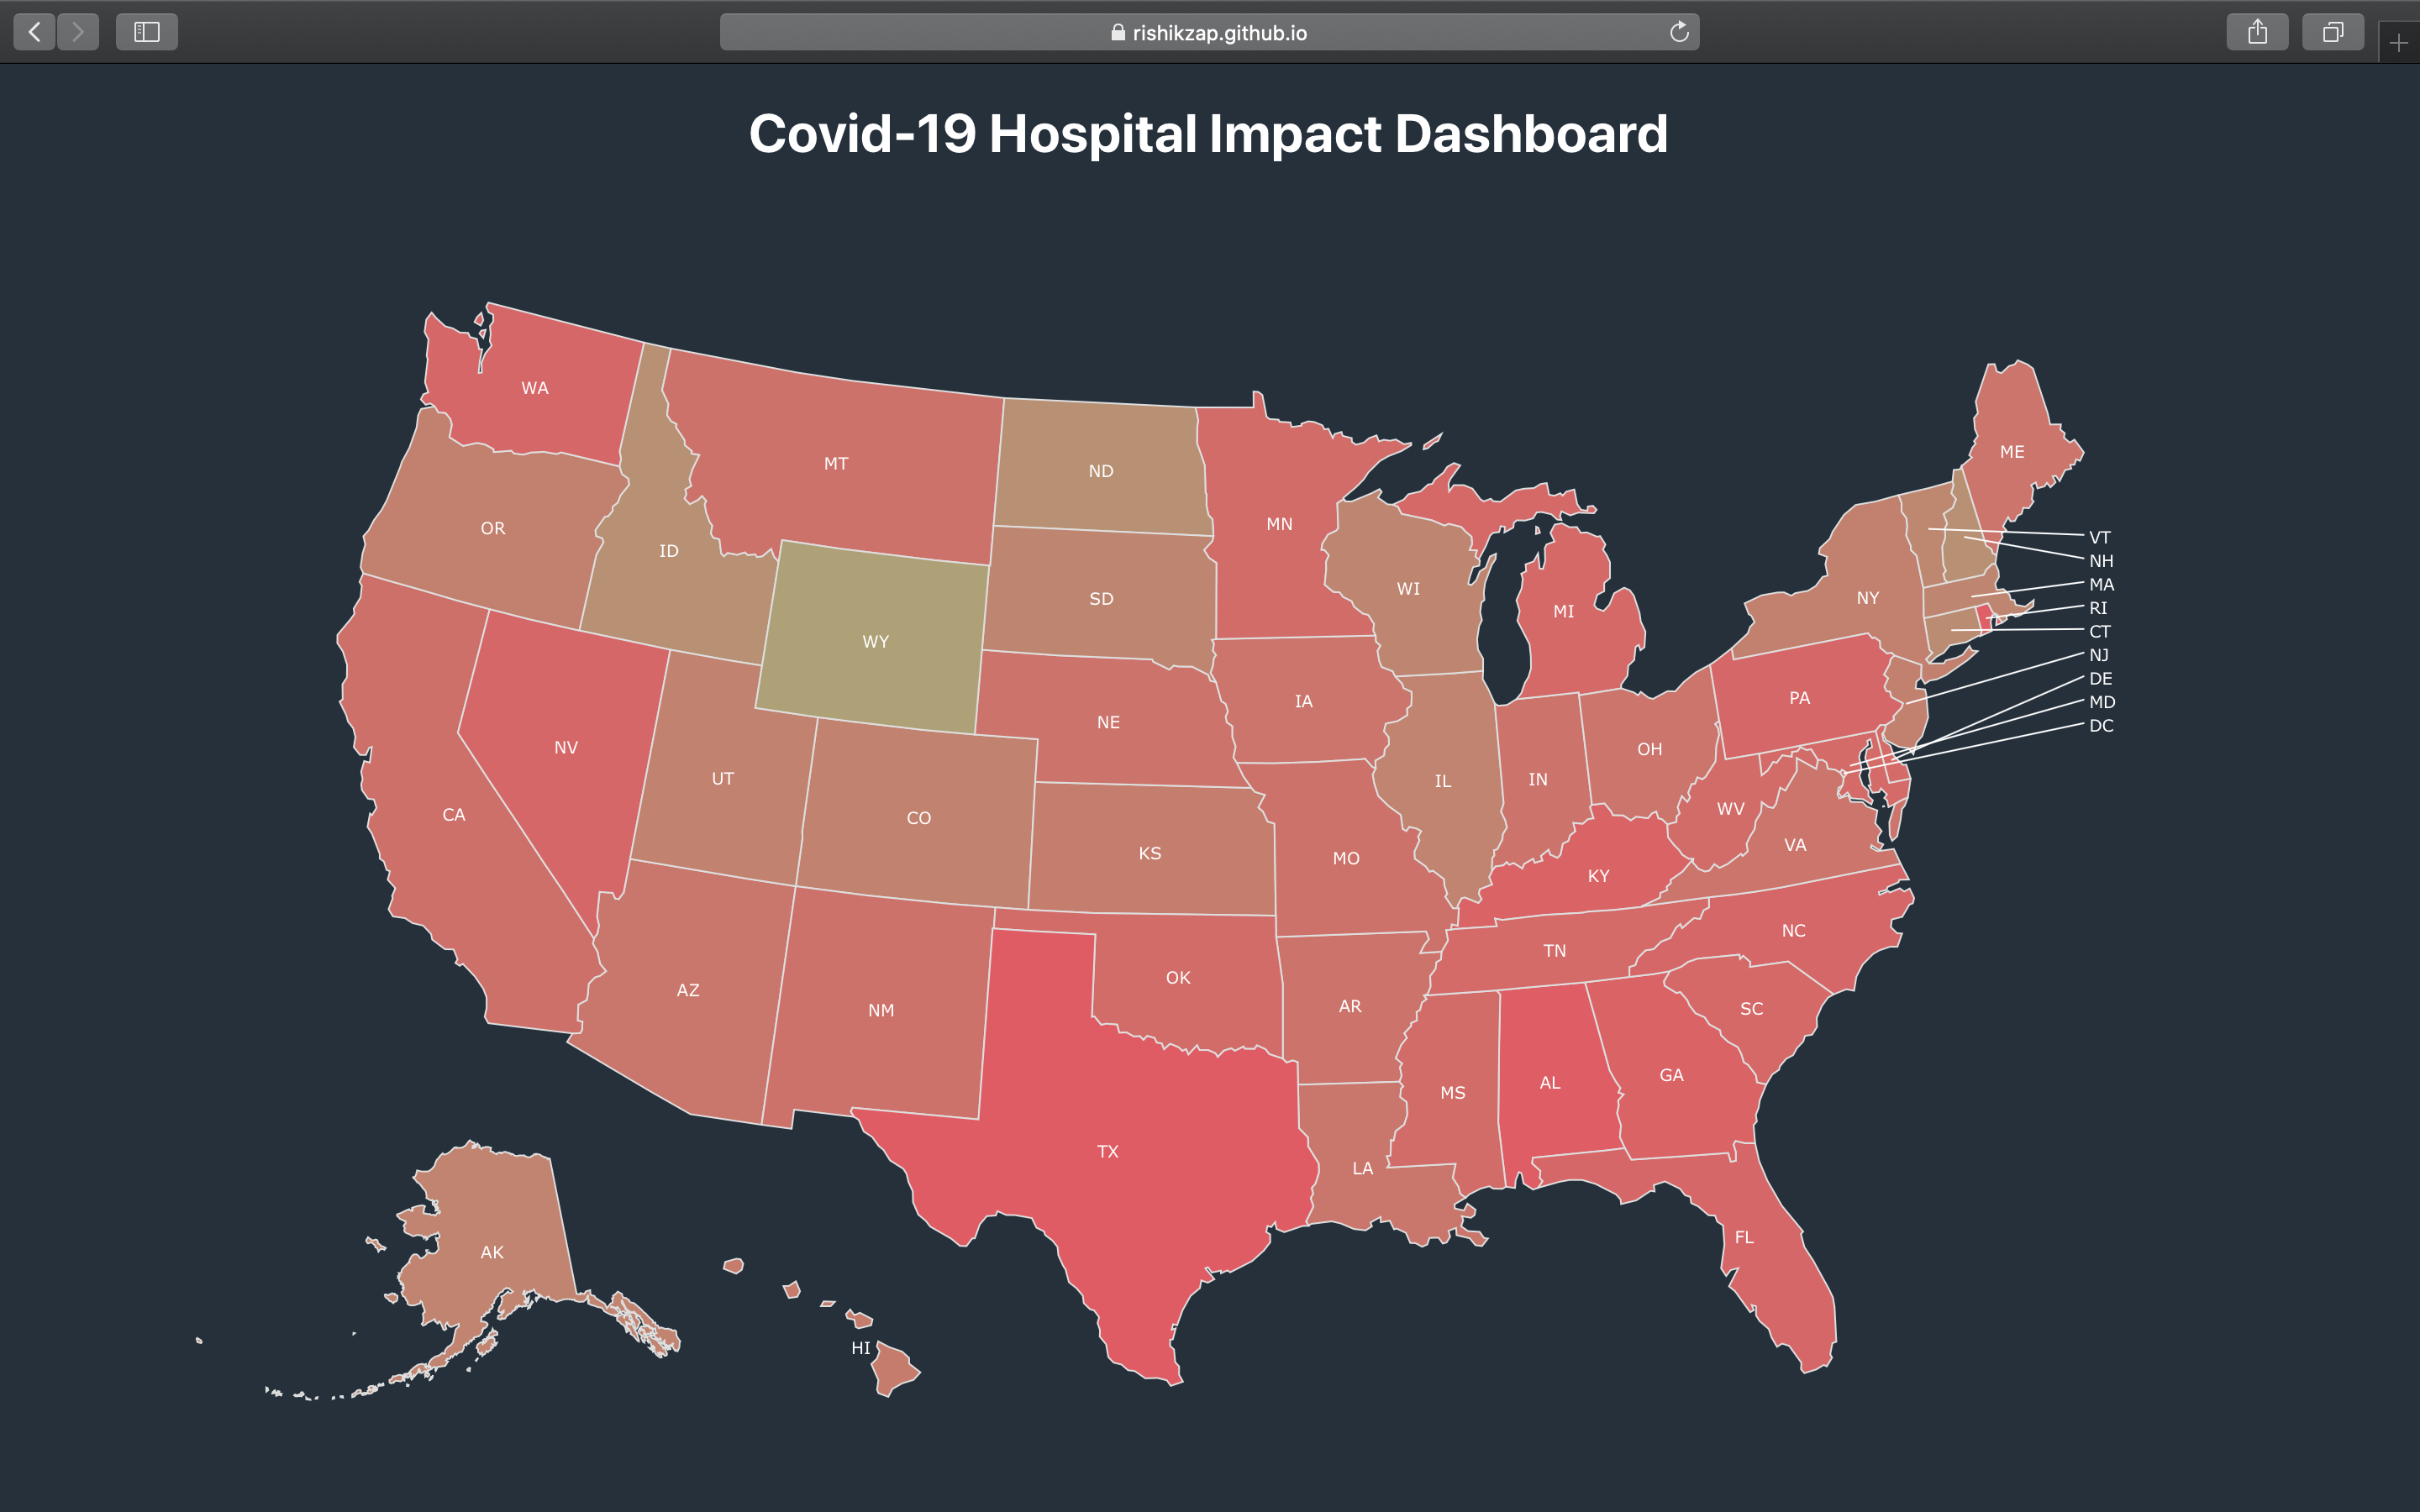 rishikzap.github.io
Covid-19 Hospital Impact Dashboard
WA
MT
ME
ND
MN
OR
VT
ID
NH
WI
MA
NY
SD
RI
MI
CT
WY
NJ
DE
PA
IA
MD
NE
DC
NV
OH
UT
IN
IL
WV
CA
CO
VA
KS
MO
KY
NC
TN
OK
AZ
AR
SC
NM
GA
AL
MS
TX
LA
FL
AK
HI